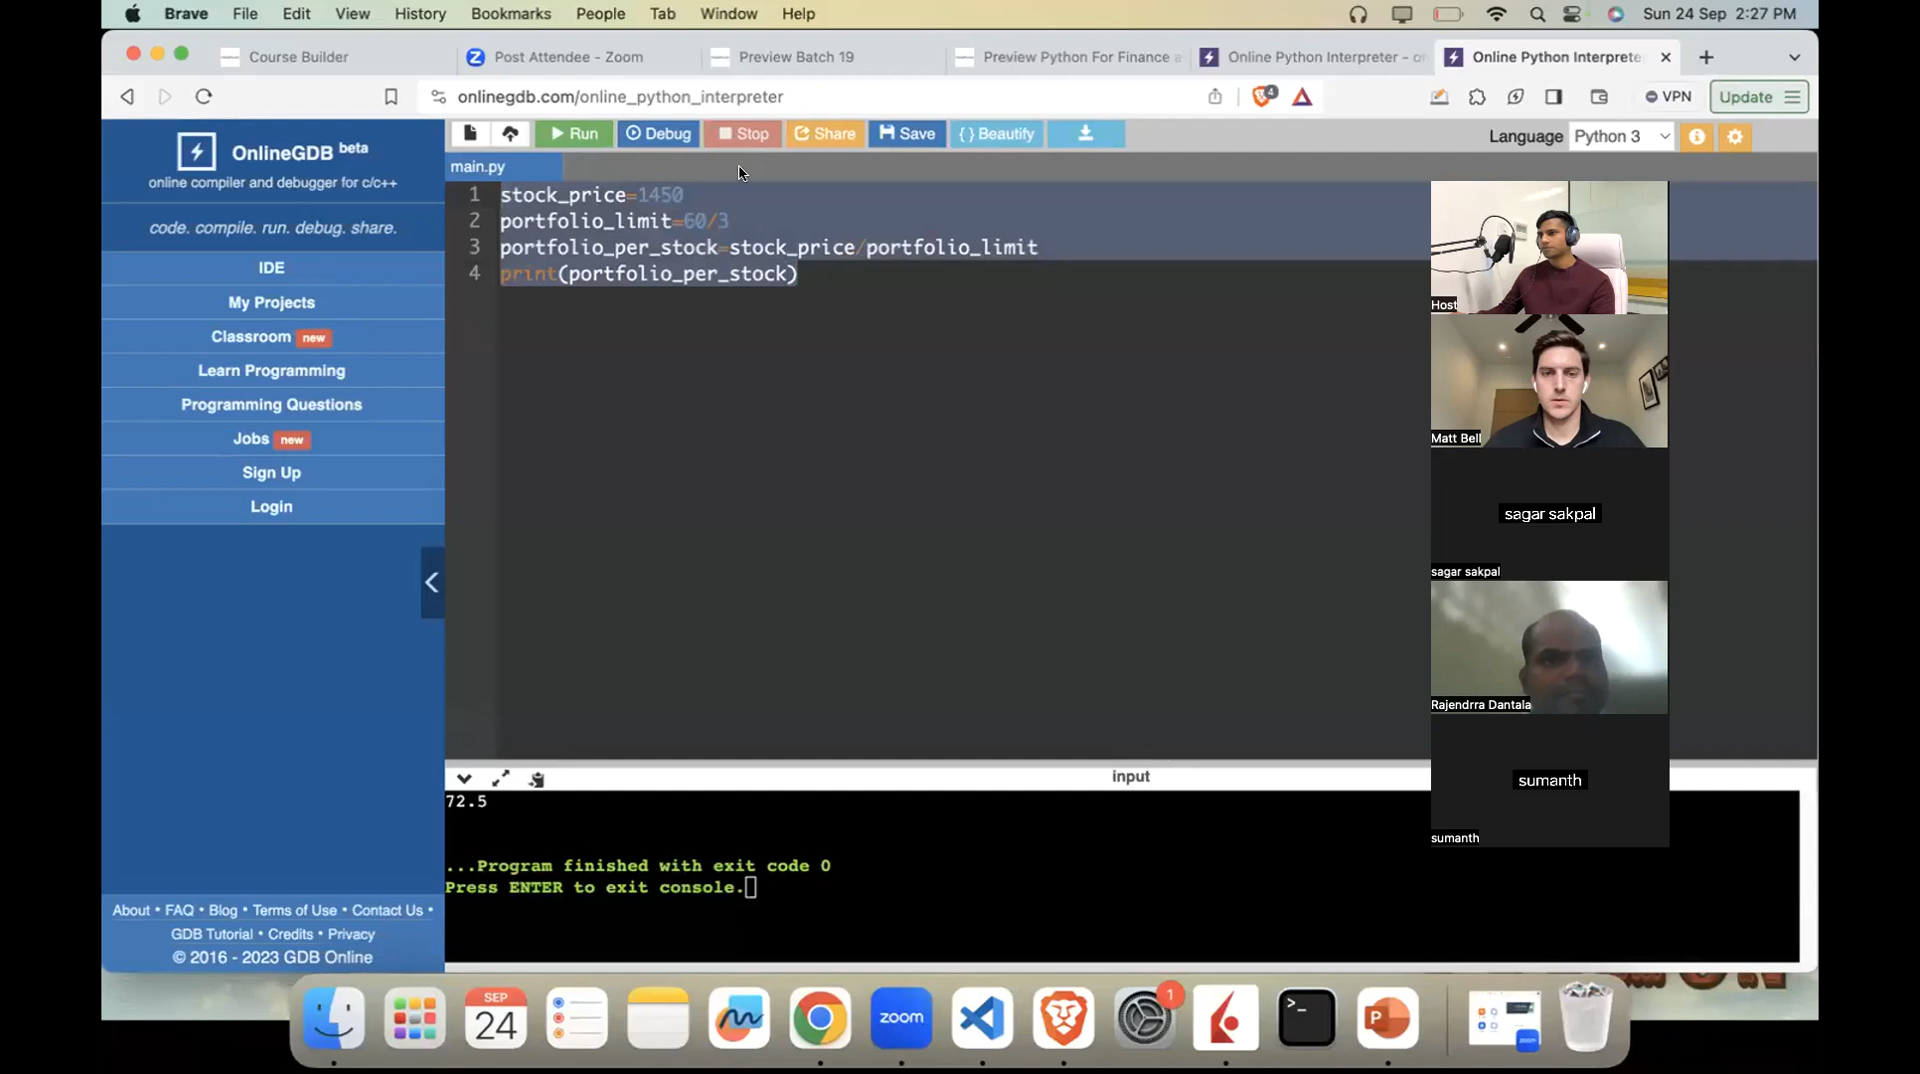 Brave File Edit View History Bookmarks People Tab Window Help Sun 24 Sep 2:27 PM
Course Builder
Post Attendee - Zoom
Preview Batch 19
Preview Python For Finance a
Online Python Interpreter - on
Online Python Interprete
onlinegdb.com/online_python_interpreter
4
VPN
Update
OnlineGDB beta
online compiler and debugger for c/c++
code. compile. run. debug. share.
IDE
My Projects
Classroom new
Learn Programming
Programming Questions
Jobs new
Sign Up
Login
About • FAQ • Blog • Terms of Use • Contact Us •
GDB Tutorial • Credits • Privacy
© 2016 - 2023 GDB Online
Run Debug Stop Share Save { } Beautify
Language Python 3
main.py
1 stock_price=1450
2 portfolio_limit=60/3
3 portfolio_per_stock=stock_price/portfolio_limit
4 print(portfolio_per_stock)
input
72.5
...Program finished with exit code 0
Press ENTER to exit console.
Host
Matt Bell
sagar sakpal
sagar sakpal
Rajendrra Dantala
sumanth
sumanth
SEP
24
zoom
1
>_
P
zoom